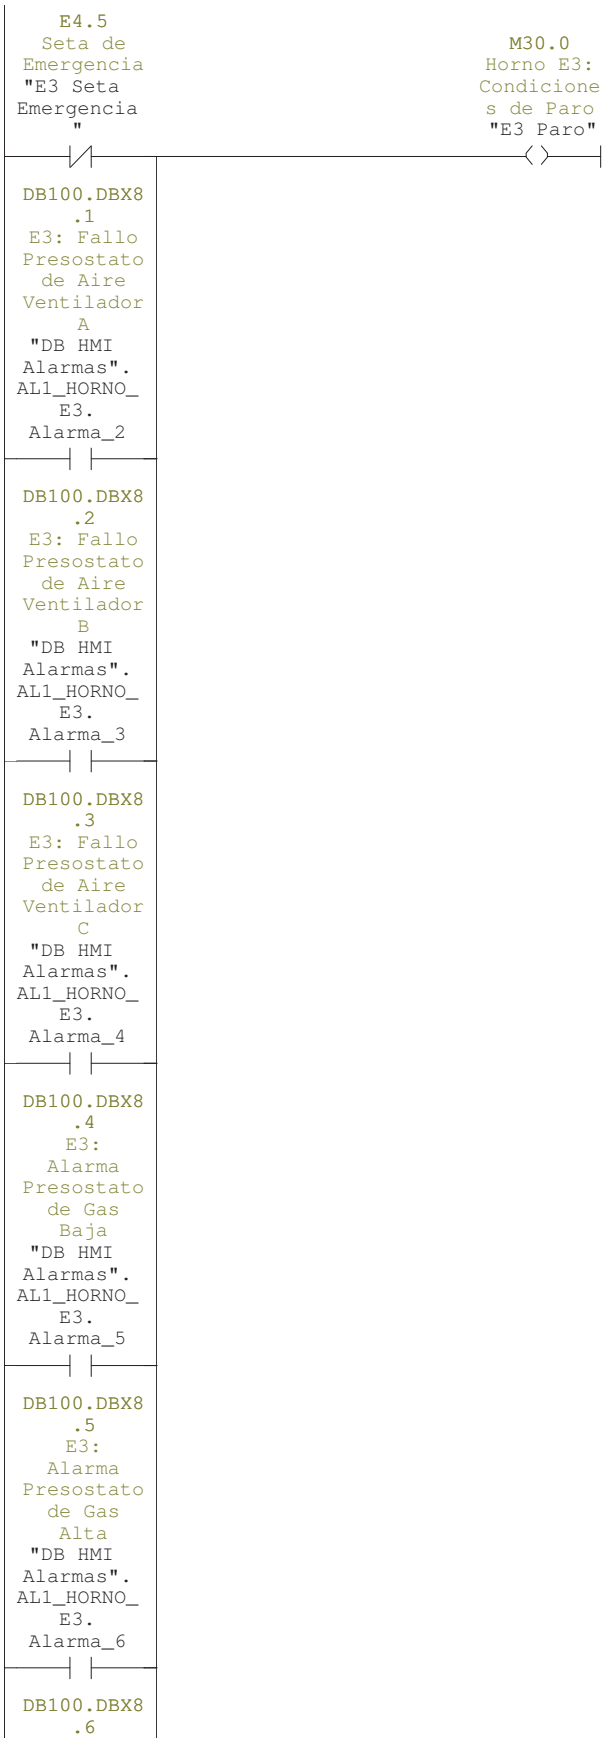 E4.5
Seta de
Emergencia
"E3 Seta
Emergencia
"
M30.0
Horno E3:
Condicione
s de Paro
"E3 Paro"
DB100.DBX8
.1
E3: Fallo
Presostato
de Aire
Ventilador
A
"DB HMI
Alarmas".
AL1_HORNO_
E3.
Alarma_2
DB100.DBX8
.2
E3: Fallo
Presostato
de Aire
Ventilador
B
"DB HMI
Alarmas".
AL1_HORNO_
E3.
Alarma_3
DB100.DBX8
.3
E3: Fallo
Presostato
de Aire
Ventilador
C
"DB HMI
Alarmas".
AL1_HORNO_
E3.
Alarma_4
DB100.DBX8
.4
E3:
Alarma
Presostato
de Gas
Baja
"DB HMI
Alarmas".
AL1_HORNO_
E3.
Alarma_5
DB100.DBX8
.5
E3:
Alarma
Presostato
de Gas
Alta
"DB HMI
Alarmas".
AL1_HORNO_
E3.
Alarma_6
DB100.DBX8
.6